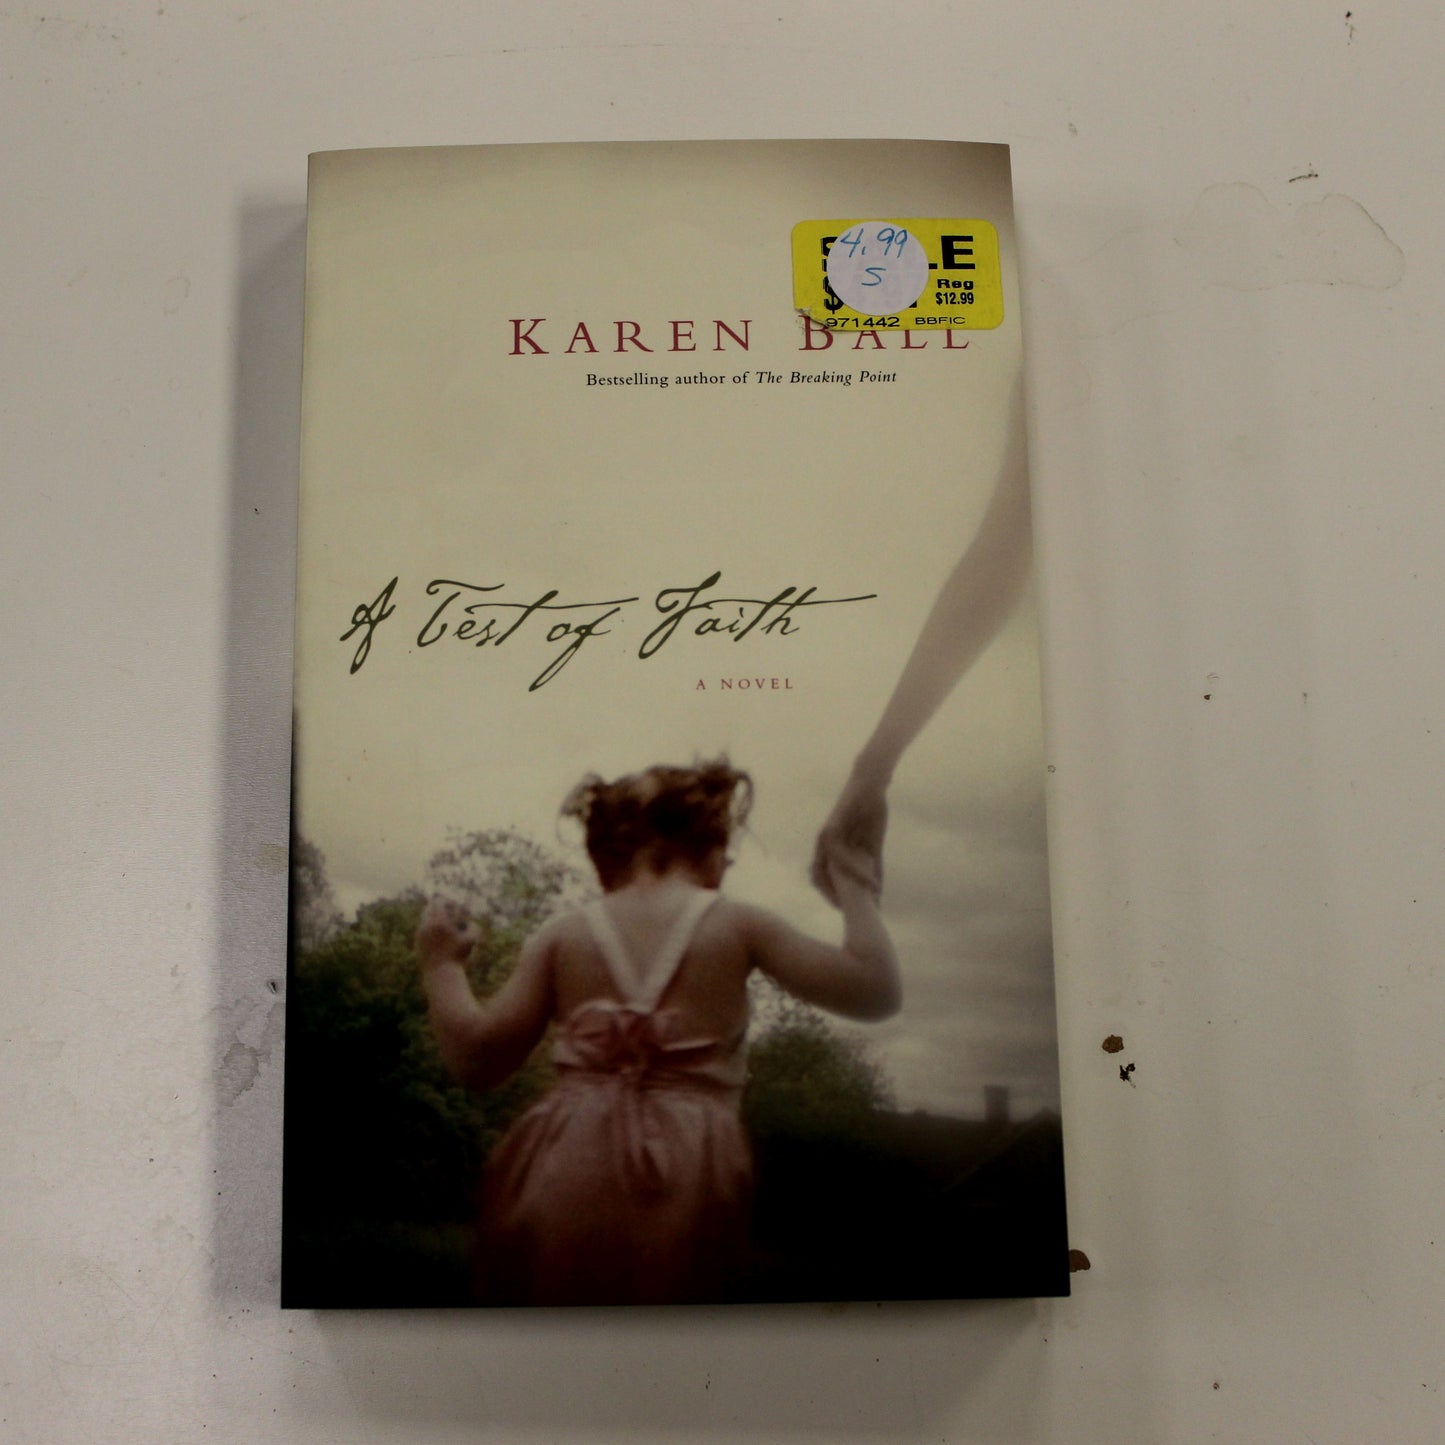 4.99
S
LE
Reg
$12.99
971442 BBFIC
KAREN BALL
Bestselling author of The Breaking Point
A Test of Faith
A NOVEL